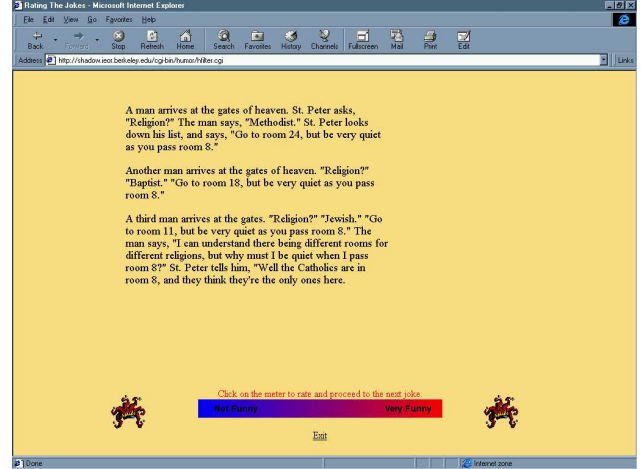 Rating The Jokes - Microsoft Internet Explorer
File Edit View Go Favorites Help
Back Forward Stop Refresh Home Search Favorites History Channels Fullscreen Mail Print Edit
Address http://shadow.ieor.berkeley.edu/cgi-bin/humor/hfilter.cgi Links
A man arrives at the gates of heaven. St. Peter asks,
"Religion?" The man says, "Methodist." St. Peter looks
down his list, and says, "Go to room 24, but be very quiet
as you pass room 8."
Another man arrives at the gates of heaven. "Religion?"
"Baptist." "Go to room 18, but be very quiet as you pass
room 8."
A third man arrives at the gates. "Religion?" "Jewish." "Go
to room 11, but be very quiet as you pass room 8." The
man says, "I can understand there being different rooms for
different religions, but why must I be quiet when I pass
room 8?" St. Peter tells him, "Well the Catholics are in
room 8, and they think they're the only ones here.
Click on the meter to rate and proceed to the next joke.
Not Funny Very Funny
Exit
Done Internet zone